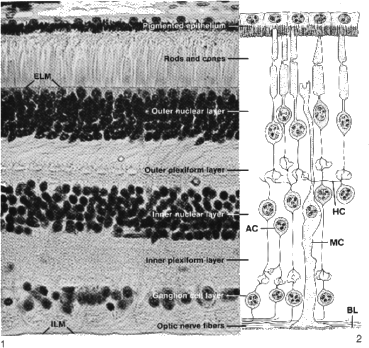 Pigmented epithelium
Rods and cones
ELM
Outer nuclear layer
Outer plexiform layer
Inner nuclear layer
HC
AC
MC
Inner plexiform layer
Ganglion cell layer
BL
ILM
Optic nerve fibers
1
2